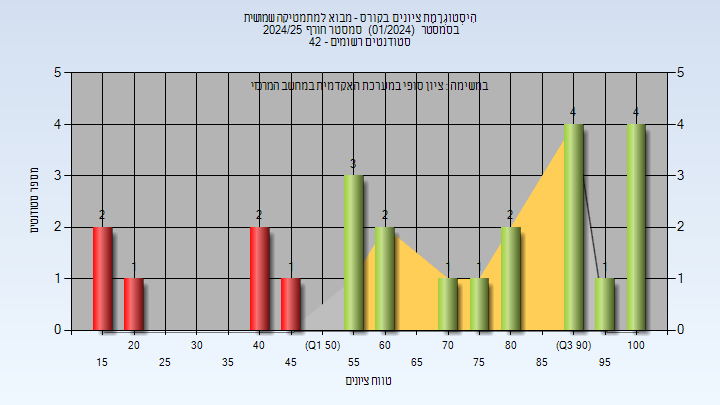 הִיסְטוֹגְרָמַת ציונים בקורס - מבוא למתמטיקה שמושית
בסמסטר (01/2024) סמסטר חורף 2024/25
סטודנטים רשומים - 42
במשימה : ציון סופי במערכת האקדמית במחשב המרכזי
5 5
4 4 4 4
3 3 3
2 2 2 2 2 2
1 1 1 1 1 1 1
0 0
מספר סטודנטים
20 30 40 (Q1 50) 60 70 80 (Q3 90) 100
15 25 35 45 55 65 75 85 95
טווח ציונים